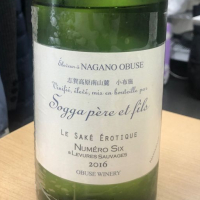 NAGANO OBUSE
Vinifié, élevé, mis en bouteille par
Sogga père et fils
LE SAKÉ ÉROTIQUE
NUMÉRO SIX
«LEVURES SAUVAGES»
2016
OBUSE WINERY